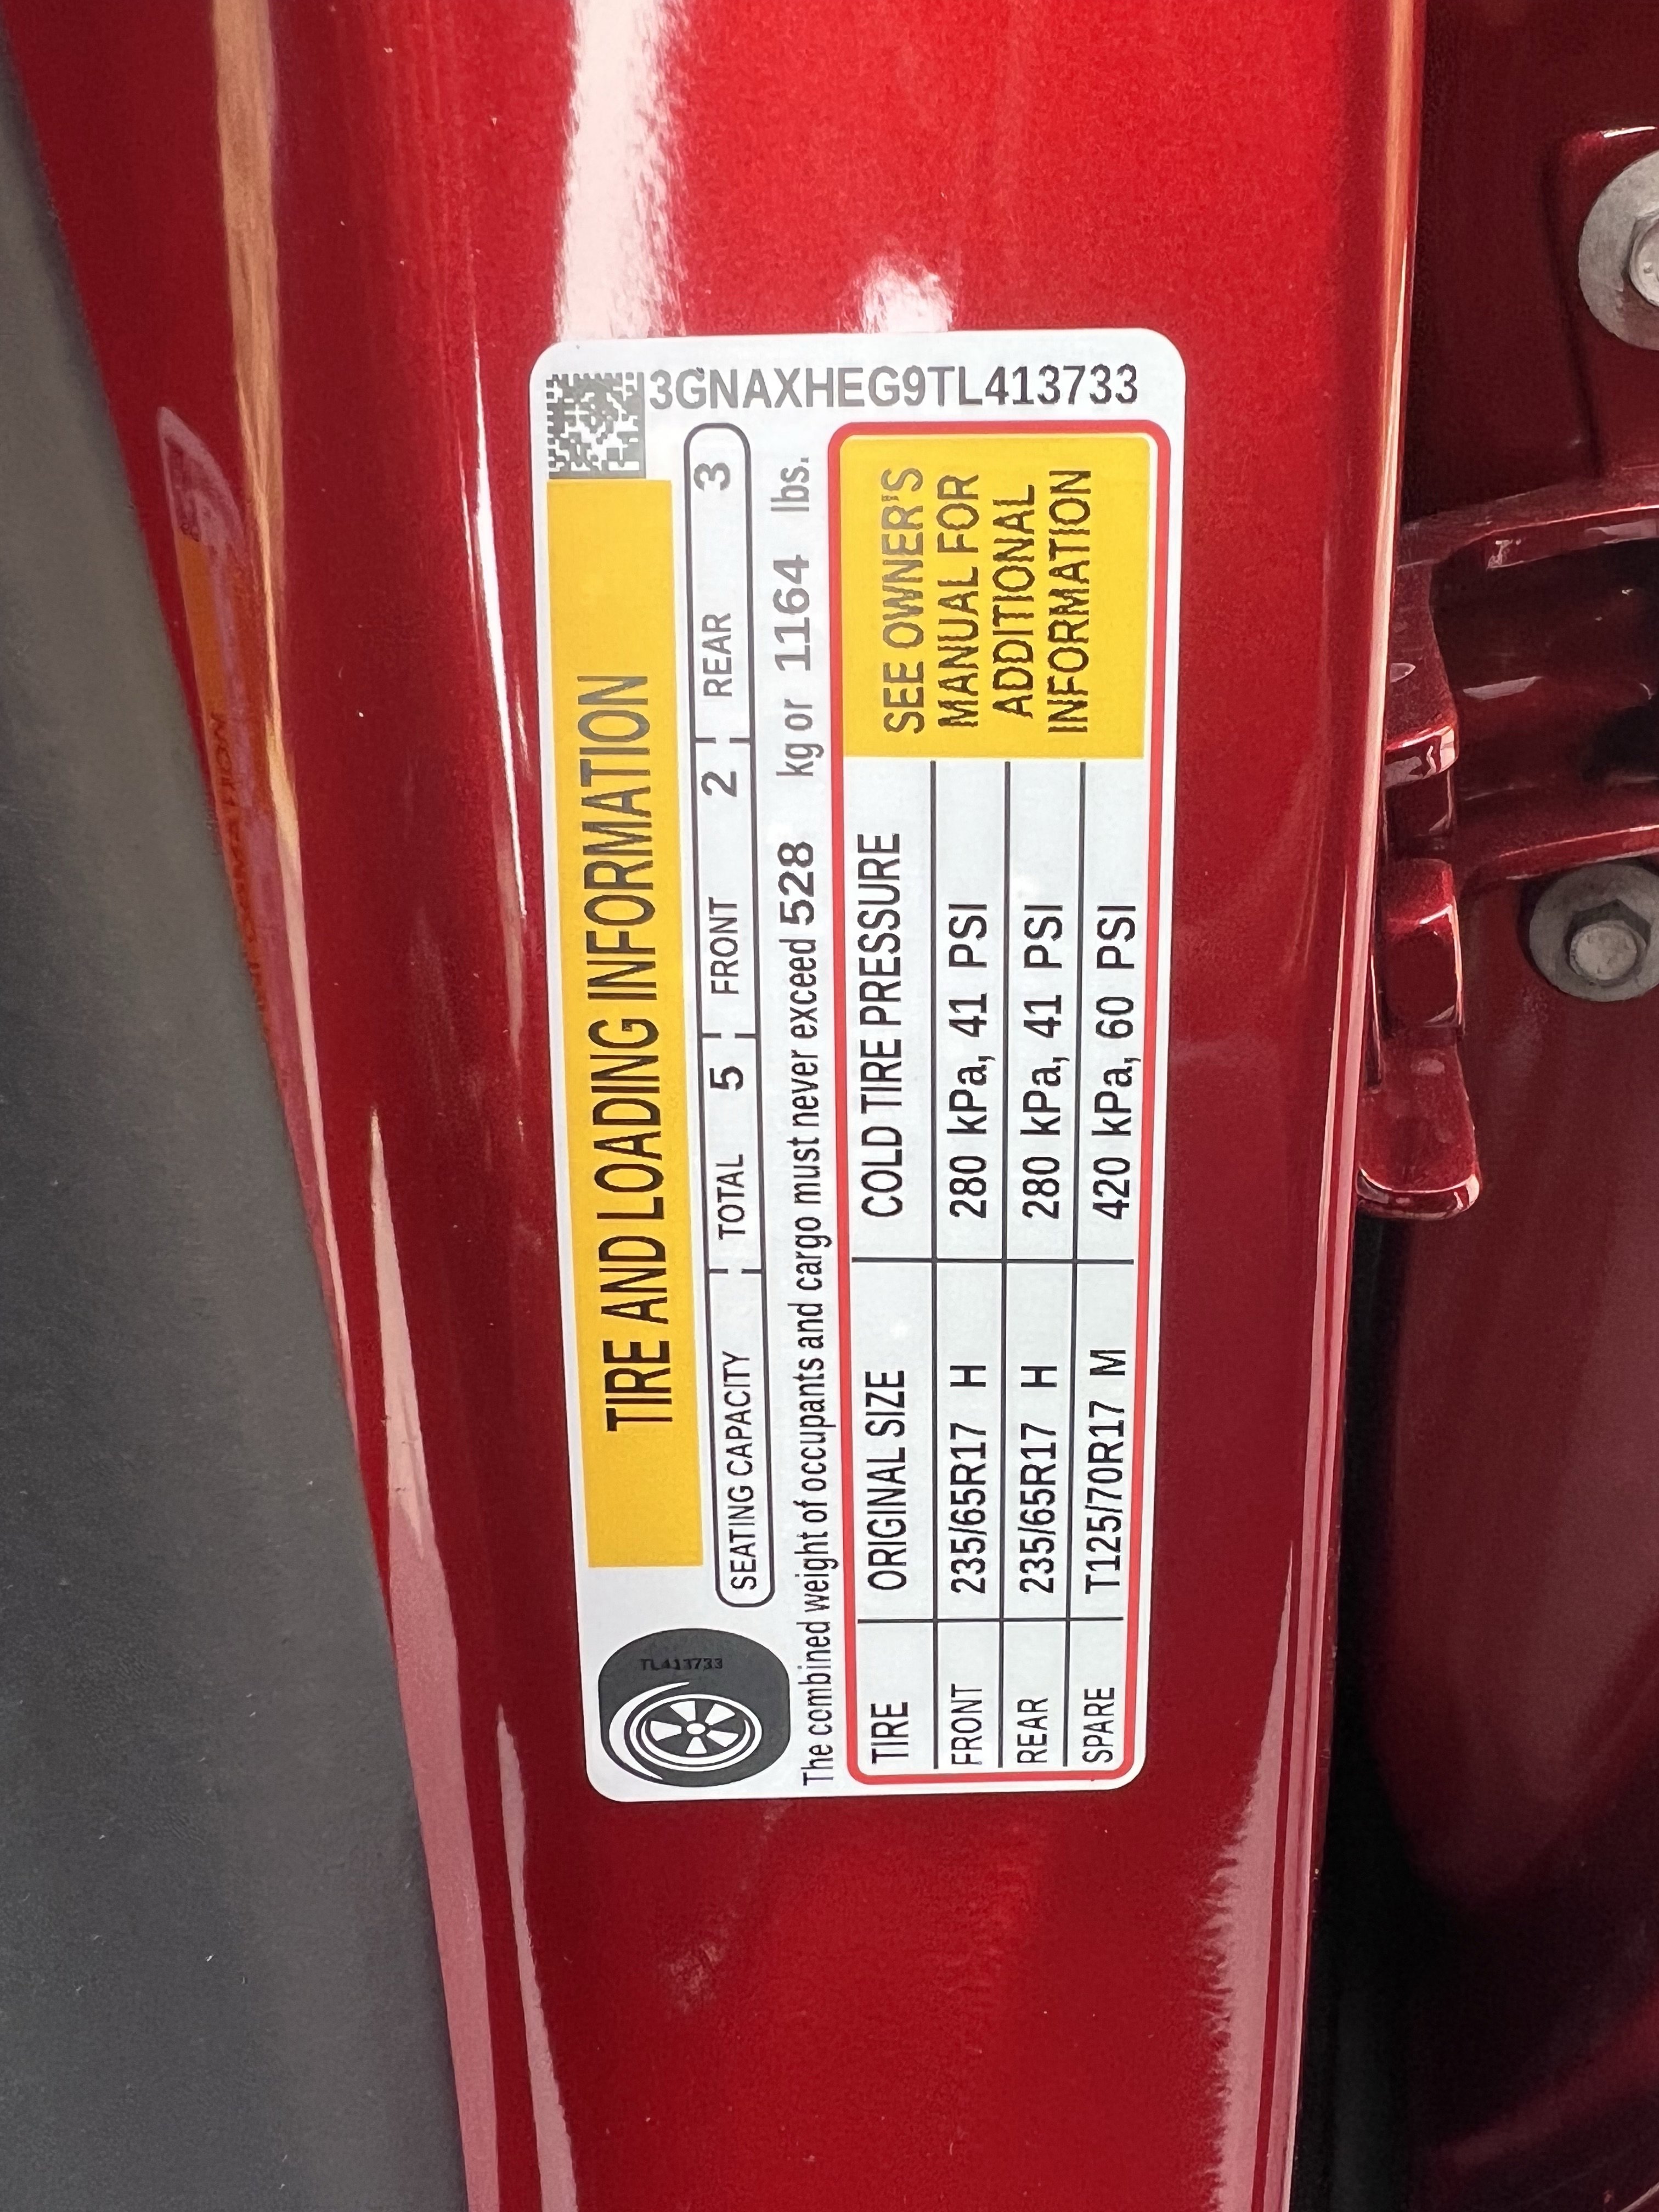 TIRE AND LOADING INFORMATION
TL413733
SEATING CAPACITY TOTAL 5 FRONT 2 REAR 3
The combined weight of occupants and cargo must never exceed 528 kg or 1164 lbs.
TIRE ORIGINAL SIZE COLD TIRE PRESSURE
FRONT 235/65R17 H 280 kPa, 41 PSI
REAR 235/65R17 H 280 kPa, 41 PSI
SPARE T125/70R17 M 420 kPa, 60 PSI
SEE OWNER'S
MANUAL FOR
ADDITIONAL
INFORMATION
3GNAXHEG9TL413733